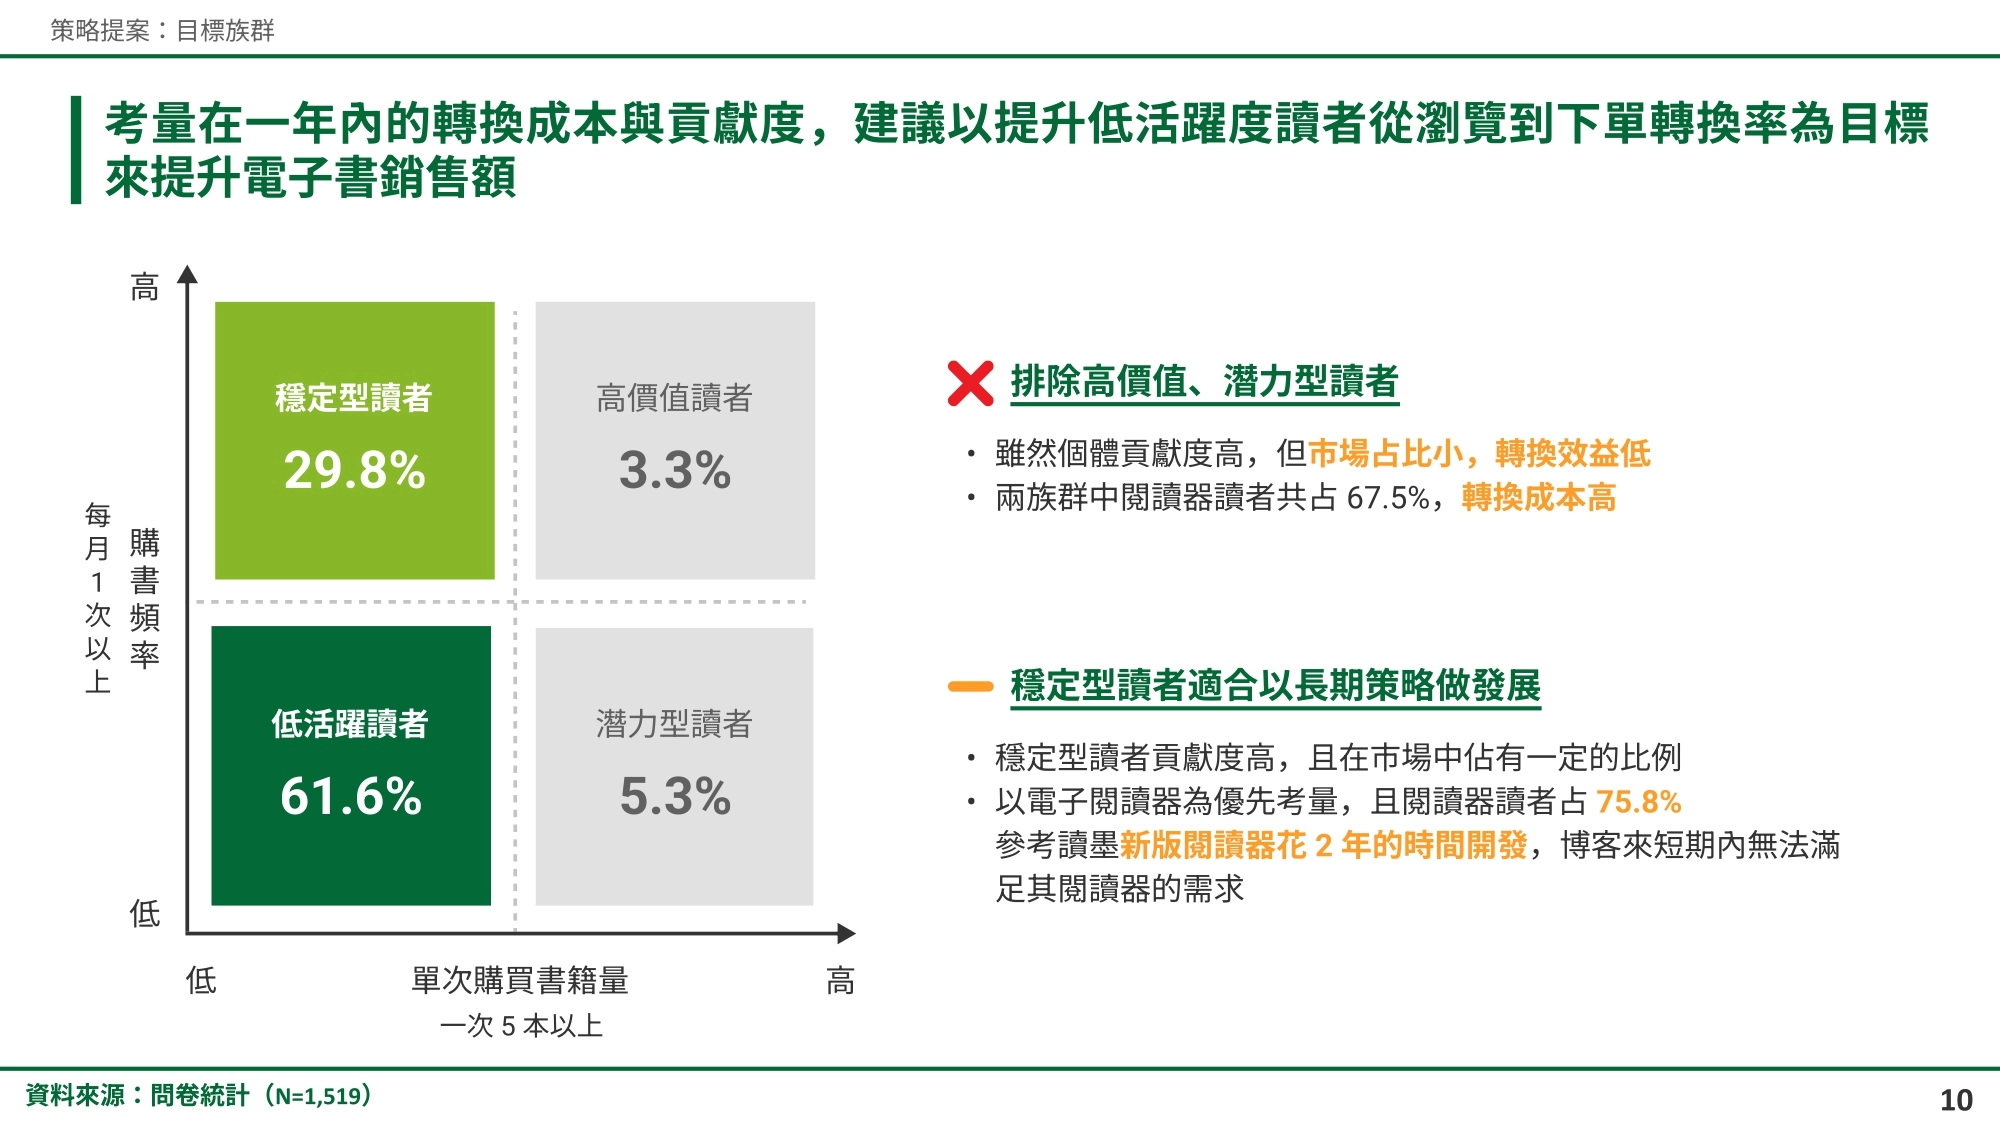 策略提案：目標族群
考量在一年內的轉換成本與貢獻度，建議以提升低活躍度讀者從瀏覽到下單轉換率為目標
來提升電子書銷售額
高
穩定型讀者
29.8%
高價值讀者
3.3%
每月1次以上
購書頻率
低活躍讀者
61.6%
潛力型讀者
5.3%
低
低
單次購買書籍量
高
一次 5 本以上
排除高價值、潛力型讀者
• 雖然個體貢獻度高，但市場占比小，轉換效益低
• 兩族群中閱讀器讀者共占 67.5%，轉換成本高
穩定型讀者適合以長期策略做發展
• 穩定型讀者貢獻度高，且在市場中佔有一定的比例
• 以電子閱讀器為優先考量，且閱讀器讀者占 75.8%
參考讀墨新版閱讀器花 2 年的時間開發，博客來短期內無法滿
足其閱讀器的需求
資料來源：問卷統計（N=1,519）
10